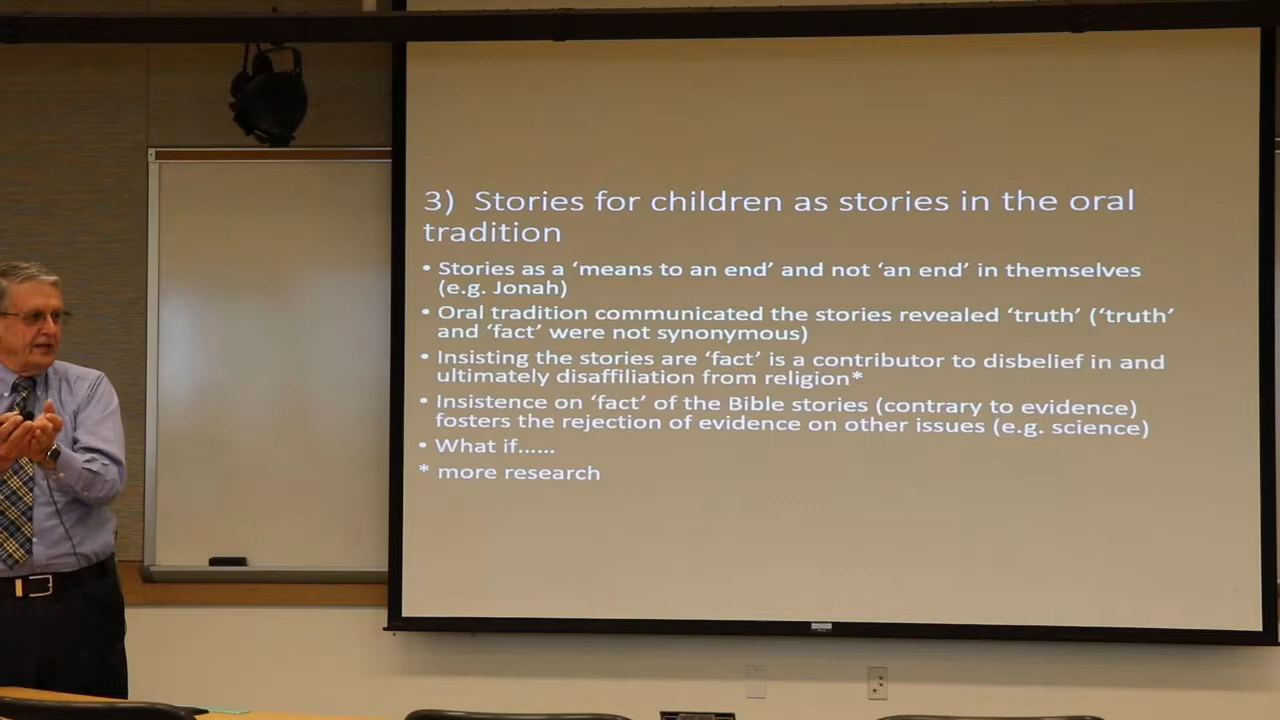 3) Stories for children as stories in the oral
tradition
• Stories as a ‘means to an end’ and not ‘an end’ in themselves
(e.g. Jonah)
• Oral tradition communicated the stories revealed ‘truth’ (‘truth’
and ‘fact’ were not synonymous)
• Insisting the stories are ‘fact’ is a contributor to disbelief in and
ultimately disaffiliation from religion*
• Insistence on ‘fact’ of the Bible stories (contrary to evidence)
fosters the rejection of evidence on other issues (e.g. science)
• What if......
* more research